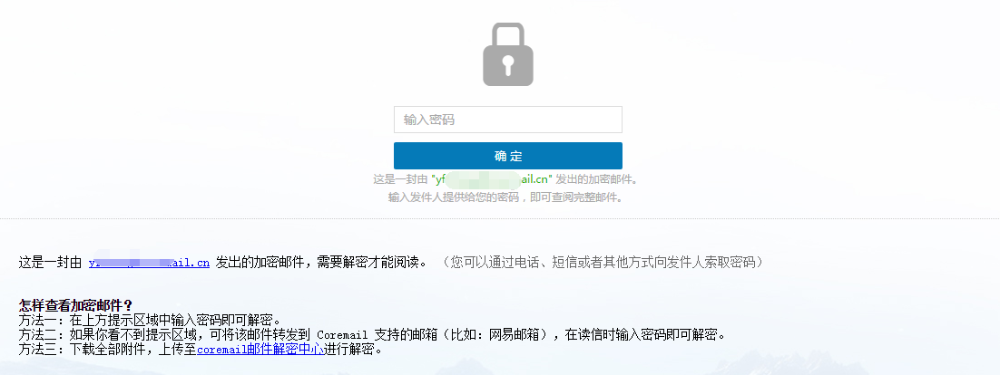 输入密码
确 定
这是一封由 "yf ail.cn" 发出的加密邮件。
输入发件人提供给您的密码，即可查阅完整邮件。
这是一封由 ail.cn 发出的加密邮件，需要解密才能阅读。 （您可以通过电话、短信或者其他方式向发件人索取密码）
怎样查看加密邮件？
方法一：在上方提示区域中输入密码即可解密。
方法二：如果你看不到提示区域，可将该邮件转发到 Coremail 支持的邮箱（比如：网易邮箱），在读信时输入密码即可解密。
方法三：下载全部附件，上传至coremail邮件解密中心进行解密。